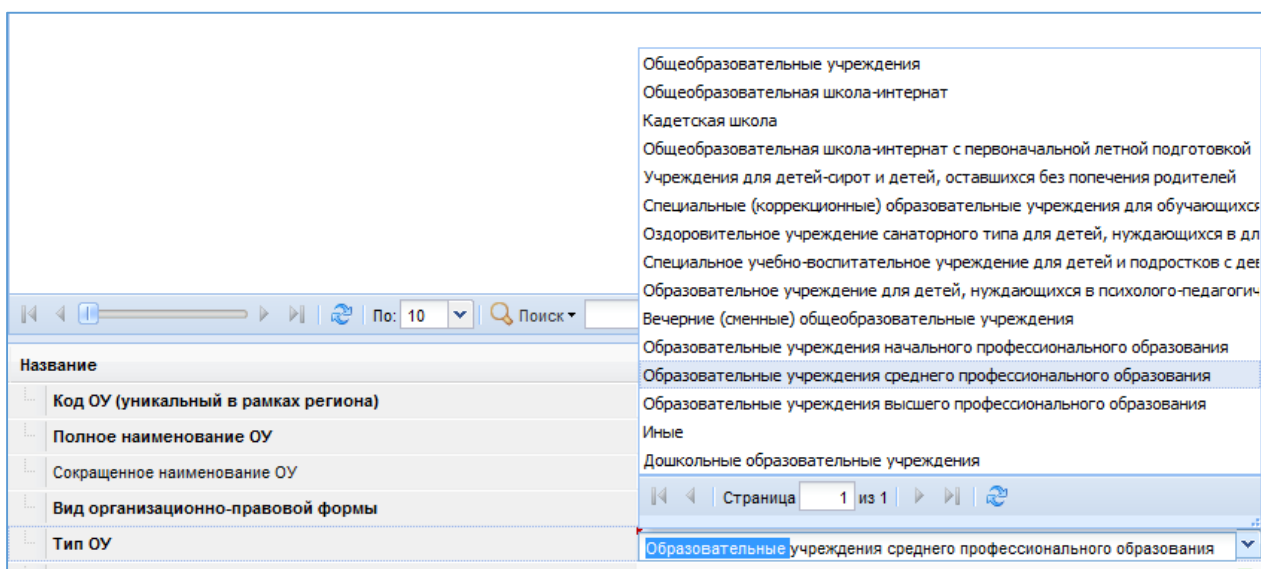 Общеобразовательные учреждения
Общеобразовательная школа-интернат
Кадетская школа
Общеобразовательная школа-интернат с первоначальной летной подготовкой
Учреждения для детей-сирот и детей, оставшихся без попечения родителей
Специальные (коррекционные) образовательные учреждения для обучающихся
Оздоровительное учреждение санаторного типа для детей, нуждающихся в дл
Специальное учебно-воспитательное учреждение для детей и подростков с дев
Образовательное учреждение для детей, нуждающихся в психолого-педагогич
Вечерние (сменные) общеобразовательные учреждения
Образовательные учреждения начального профессионального образования
Образовательные учреждения среднего профессионального образования
Образовательные учреждения высшего профессионального образования
Иные
Дошкольные образовательные учреждения
Страница 1 из 1
По: 10 Поиск
Название
Код ОУ (уникальный в рамках региона)
Полное наименование ОУ
Сокращенное наименование ОУ
Вид организационно-правовой формы
Тип ОУ Образовательные учреждения среднего профессионального образования